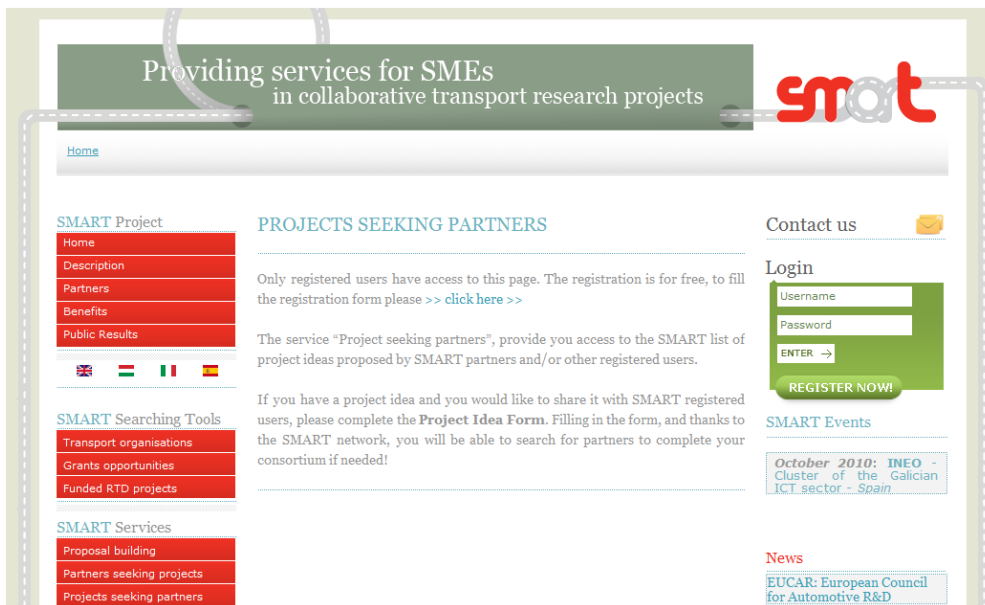 Providing services for SMEs
in collaborative transport research projects
smart
Home
SMART Project
Home
Description
Partners
Benefits
Public Results
SMART Searching Tools
Transport organisations
Grants opportunities
Funded RTD projects
SMART Services
Proposal building
Partners seeking projects
Projects seeking partners
PROJECTS SEEKING PARTNERS
Only registered users have access to this page. The registration is for free, to fill
the registration form please >> click here >>
The service “Project seeking partners”, provide you access to the SMART list of
project ideas proposed by SMART partners and/or other registered users.
If you have a project idea and you would like to share it with SMART registered
users, please complete the Project Idea Form. Filling in the form, and thanks to
the SMART network, you will be able to search for partners to complete your
consortium if needed!
Contact us
Login
Username
Password
ENTER →
REGISTER NOW!
SMART Events
October 2010: INEO -
Cluster of the Galician
ICT sector - Spain
News
EUCAR: European Council
for Automotive R&D